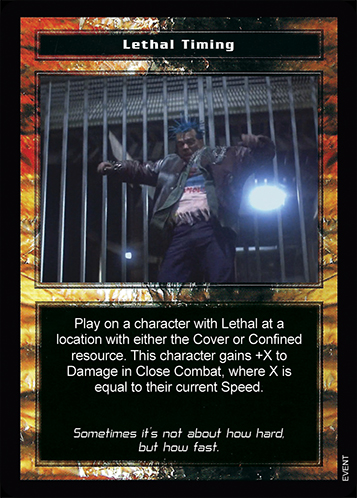 Lethal Timing
Play on a character with Lethal at a
location with either the Cover or Confined
resource. This character gains +X to
Damage in Close Combat, where X is
equal to their current Speed.
Sometimes it's not about how hard,
but how fast.
EVENT